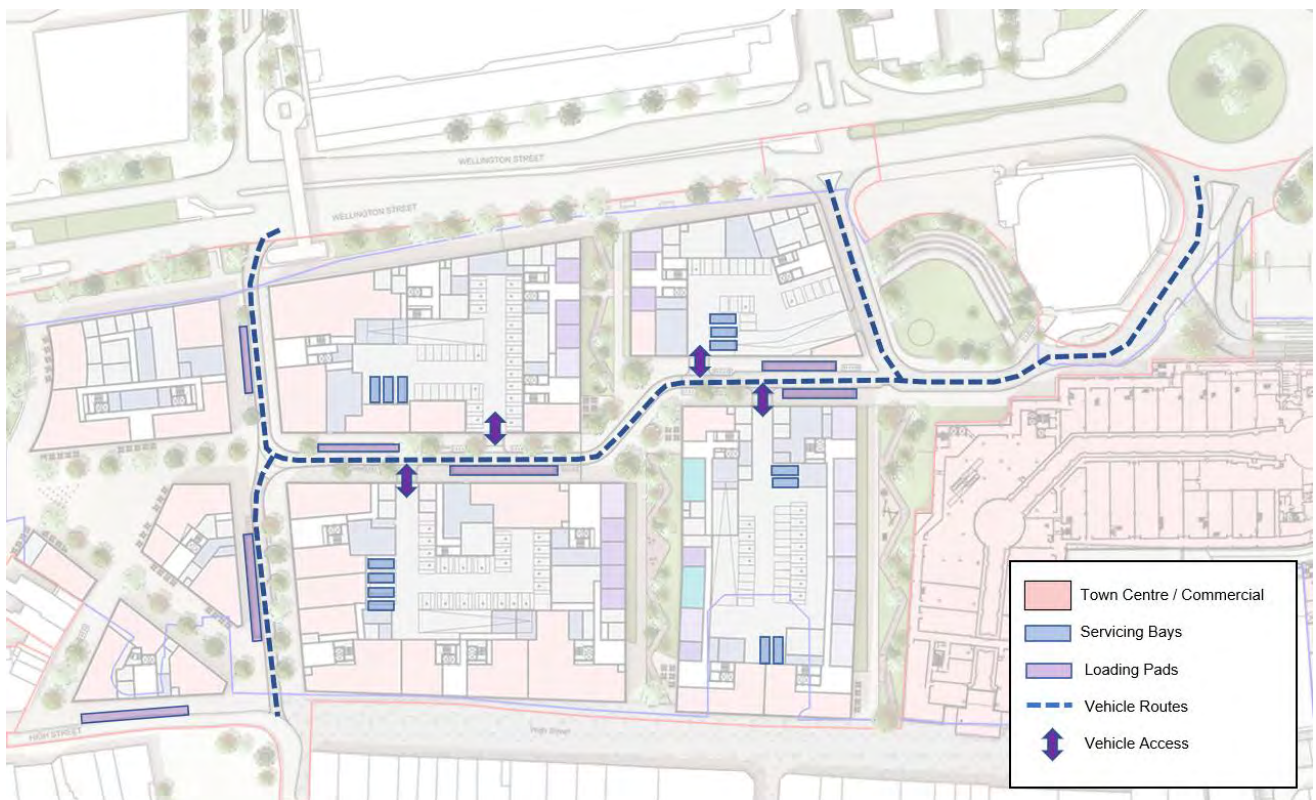 WELLINGTON STREET
WELLINGTON STREET
Town Centre / Commercial
Servicing Bays
Loading Pads
Vehicle Routes
Vehicle Access
HIGH STREET
High Street